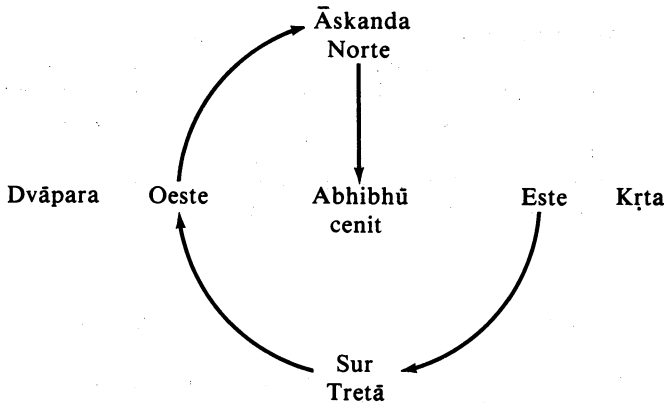 Āskanda
Norte
Dvāpara Oeste Abhibhū Este Kṛta
cenit
Sur
Tretā